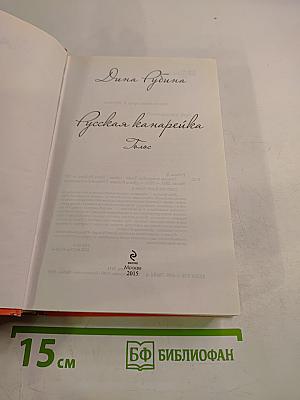 Дина Рубина
Русская канарейка
Голос
Москва
2015
15 см
БФ БИБЛИОФАН